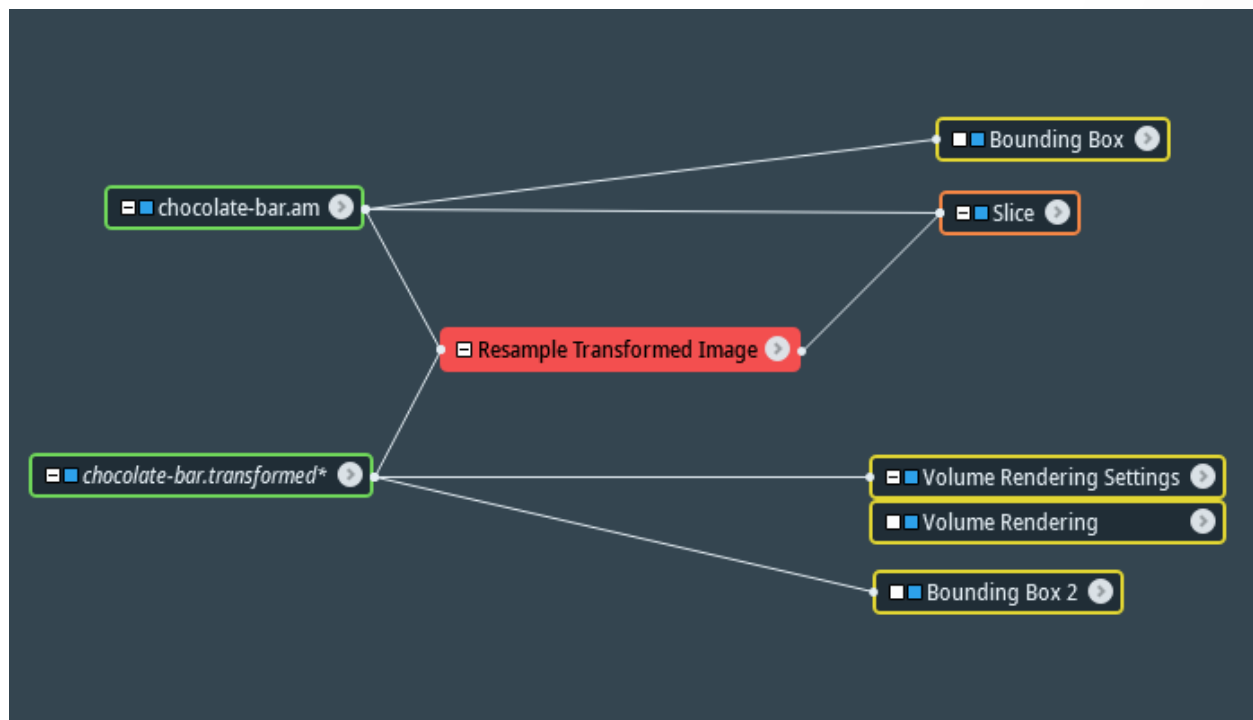 Bounding Box
chocolate-bar.am
Slice
Resample Transformed Image
chocolate-bar.transformed*
Volume Rendering Settings
Volume Rendering
Bounding Box 2